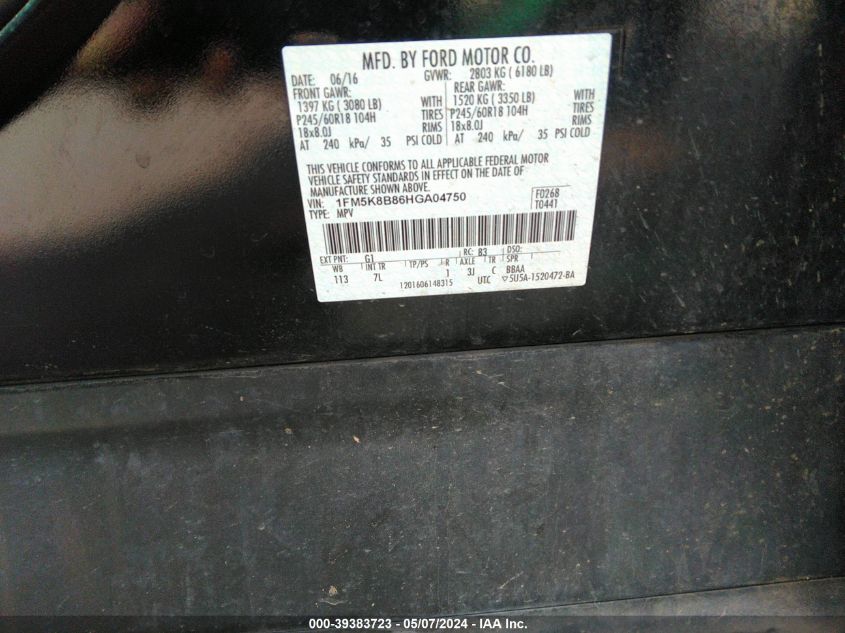 MFD. BY FORD MOTOR CO.
DATE: 06/16 GVWR: 2803 KG ( 6180 LB)
FRONT GAWR: REAR GAWR:
1397 KG ( 3080 LB) WITH 1520 KG ( 3350 LB) WITH
P245/60R18 104H TIRES P245/60R18 104H TIRES
18x8.0J RIMS 18x8.0J RIMS
AT 240 kPa/ 35 PSI COLD AT 240 kPa/ 35 PSI COLD
THIS VEHICLE CONFORMS TO ALL APPLICABLE FEDERAL MOTOR
VEHICLE SAFETY STANDARDS IN EFFECT ON THE DATE OF
MANUFACTURE SHOWN ABOVE.
VIN: 1FM5K8B86HGA04750 F0268
TYPE: MPV T0441
EXT PNT: G1 RC: 83 DSO:
WB INT TR TP/PS R AXLE TR SPR
113 7L 1 3J C BBAA
1201606148315 UTC ▽5U5A-1520472-BA
000-39383723 - 05/07/2024 - IAA Inc.